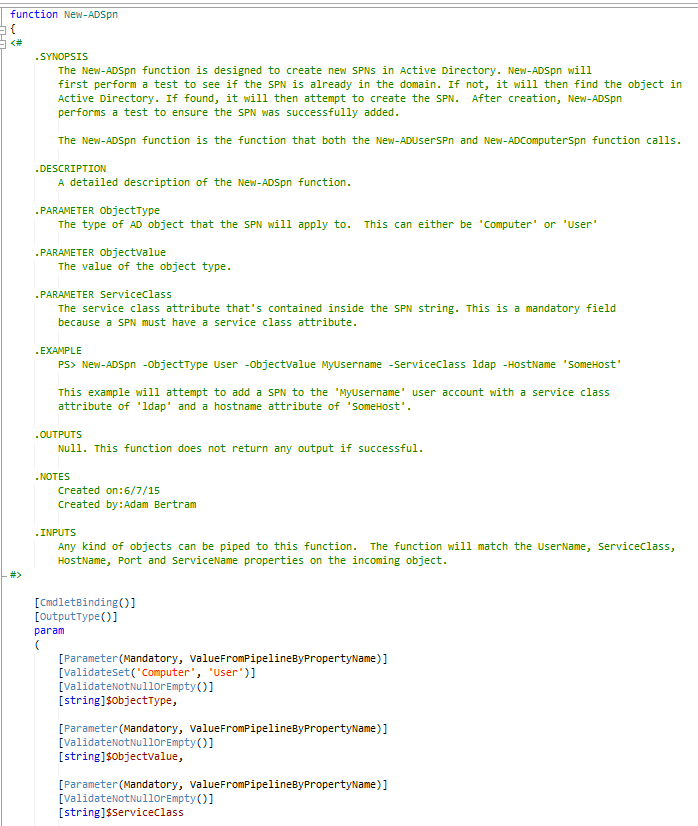 function New-ADSpn
{
<#
.SYNOPSIS
The New-ADSpn function is designed to create new SPNs in Active Directory. New-ADSpn will
first perform a test to see if the SPN is already in the domain. If not, it will then find the object in
Active Directory. If found, it will then attempt to create the SPN.  After creation, New-ADSpn
performs a test to ensure the SPN was successfully added.
The New-ADSpn function is the function that both the New-ADUserSPn and New-ADComputerSpn function calls.
.DESCRIPTION
A detailed description of the New-ADSpn function.
.PARAMETER ObjectType
The type of AD object that the SPN will apply to.  This can either be 'Computer' or 'User'
.PARAMETER ObjectValue
The value of the object type.
.PARAMETER ServiceClass
The service class attribute that's contained inside the SPN string. This is a mandatory field
because a SPN must have a service class attribute.
.EXAMPLE
PS> New-ADSpn -ObjectType User -ObjectValue MyUsername -ServiceClass ldap -HostName 'SomeHost'
This example will attempt to add a SPN to the 'MyUsername' user account with a service class
attribute of 'ldap' and a hostname attribute of 'SomeHost'.
.OUTPUTS
Null. This function does not return any output if successful.
.NOTES
Created on:6/7/15
Created by:Adam Bertram
.INPUTS
Any kind of objects can be piped to this function.  The function will match the UserName, ServiceClass,
HostName, Port and ServiceName properties on the incoming object.
#>
[CmdletBinding()]
[OutputType()]
param
(
[Parameter(Mandatory, ValueFromPipelineByPropertyName)]
[ValidateSet('Computer', 'User')]
[ValidateNotNullOrEmpty()]
[string]$ObjectType,
[Parameter(Mandatory, ValueFromPipelineByPropertyName)]
[ValidateNotNullOrEmpty()]
[string]$ObjectValue,
[Parameter(Mandatory, ValueFromPipelineByPropertyName)]
[ValidateNotNullOrEmpty()]
[string]$ServiceClass